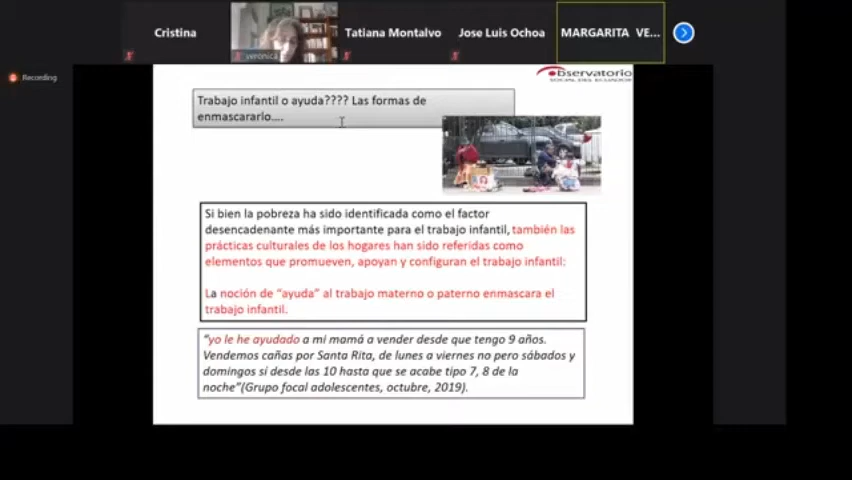 Cristina
Tatiana Montalvo
Jose Luis Ochoa
MARGARITA VE...
veronica
Recording
Observatorio
SOCIAL DEL ECUADOR
Trabajo infantil o ayuda???? Las formas de
enmascararlo....
Si bien la pobreza ha sido identificada como el factor
desencadenante más importante para el trabajo infantil, también las
prácticas culturales de los hogares han sido referidas como
elementos que promueven, apoyan y configuran el trabajo infantil:
La noción de “ayuda” al trabajo materno o paterno enmascara el
trabajo infantil.
“yo le he ayudado a mi mamá a vender desde que tengo 9 años.
Vendemos cañas por Santa Rita, de lunes a viernes no pero sábados y
domingos si desde las 10 hasta que se acabe tipo 7, 8 de la
noche”(Grupo focal adolescentes, octubre, 2019).